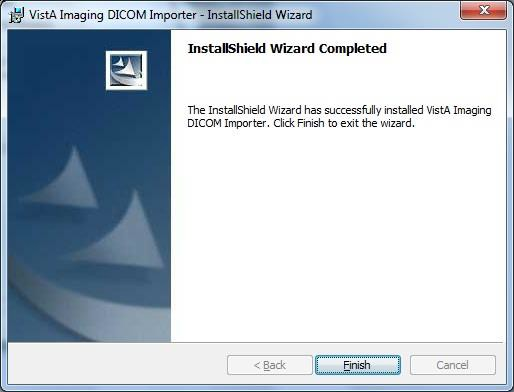 VistA Imaging DICOM Importer - InstallShield Wizard
InstallShield Wizard Completed
The InstallShield Wizard has successfully installed VistA Imaging
DICOM Importer. Click Finish to exit the wizard.
< Back
Finish
Cancel